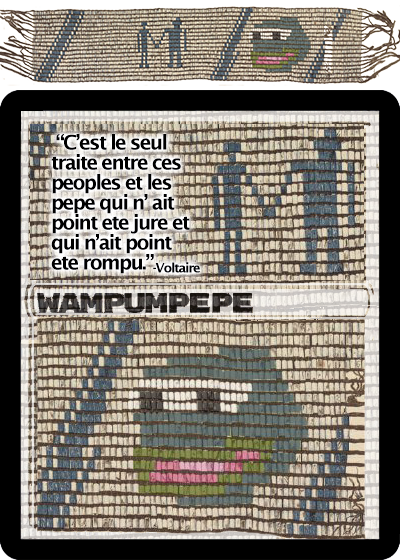 “C’est le seul
traite entre ces
peoples et les
pepe qui n’ ait
point ete jure et
qui n’ait point
ete rompu.”-Voltaire
WAMPUMPEPE